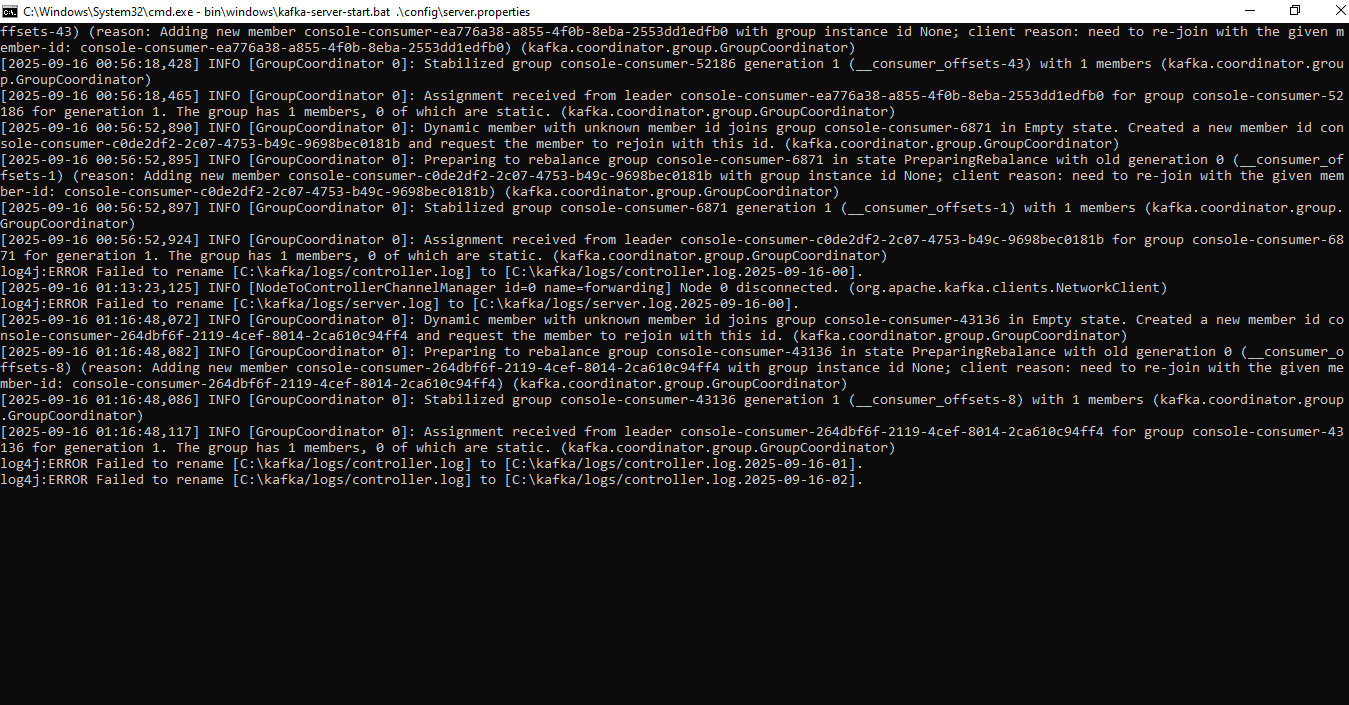 C:\Windows\System32\cmd.exe - bin\windows\kafka-server-start.bat .\config\server.properties
ffsets-43) (reason: Adding new member console-consumer-ea776a38-a855-4f0b-8eba-2553dd1edfb0 with group instance id None; client reason: need to re-join with the given m
ember-id: console-consumer-ea776a38-a855-4f0b-8eba-2553dd1edfb0) (kafka.coordinator.group.GroupCoordinator)
[2025-09-16 00:56:18,428] INFO [GroupCoordinator 0]: Stabilized group console-consumer-52186 generation 1 (__consumer_offsets-43) with 1 members (kafka.coordinator.grou
p.GroupCoordinator)
[2025-09-16 00:56:18,465] INFO [GroupCoordinator 0]: Assignment received from leader console-consumer-ea776a38-a855-4f0b-8eba-2553dd1edfb0 for group console-consumer-52
186 for generation 1. The group has 1 members, 0 of which are static. (kafka.coordinator.group.GroupCoordinator)
[2025-09-16 00:56:52,890] INFO [GroupCoordinator 0]: Dynamic member with unknown member id joins group console-consumer-6871 in Empty state. Created a new member id con
sole-consumer-c0de2df2-2c07-4753-b49c-9698bec0181b and request the member to rejoin with this id. (kafka.coordinator.group.GroupCoordinator)
[2025-09-16 00:56:52,895] INFO [GroupCoordinator 0]: Preparing to rebalance group console-consumer-6871 in state PreparingRebalance with old generation 0 (__consumer_of
fsets-1) (reason: Adding new member console-consumer-c0de2df2-2c07-4753-b49c-9698bec0181b with group instance id None; client reason: need to re-join with the given mem
ber-id: console-consumer-c0de2df2-2c07-4753-b49c-9698bec0181b) (kafka.coordinator.group.GroupCoordinator)
[2025-09-16 00:56:52,897] INFO [GroupCoordinator 0]: Stabilized group console-consumer-6871 generation 1 (__consumer_offsets-1) with 1 members (kafka.coordinator.group.
GroupCoordinator)
[2025-09-16 00:56:52,924] INFO [GroupCoordinator 0]: Assignment received from leader console-consumer-c0de2df2-2c07-4753-b49c-9698bec0181b for group console-consumer-68
71 for generation 1. The group has 1 members, 0 of which are static. (kafka.coordinator.group.GroupCoordinator)
log4j:ERROR Failed to rename [C:\kafka/logs/controller.log] to [C:\kafka/logs/controller.log.2025-09-16-00].
[2025-09-16 01:13:23,125] INFO [NodeToControllerChannelManager id=0 name=forwarding] Node 0 disconnected. (org.apache.kafka.clients.NetworkClient)
log4j:ERROR Failed to rename [C:\kafka/logs/server.log] to [C:\kafka/logs/server.log.2025-09-16-00].
[2025-09-16 01:16:48,072] INFO [GroupCoordinator 0]: Dynamic member with unknown member id joins group console-consumer-43136 in Empty state. Created a new member id co
nsole-consumer-264dbf6f-2119-4cef-8014-2ca610c94ff4 and request the member to rejoin with this id. (kafka.coordinator.group.GroupCoordinator)
[2025-09-16 01:16:48,082] INFO [GroupCoordinator 0]: Preparing to rebalance group console-consumer-43136 in state PreparingRebalance with old generation 0 (__consumer_o
ffsets-8) (reason: Adding new member console-consumer-264dbf6f-2119-4cef-8014-2ca610c94ff4 with group instance id None; client reason: need to re-join with the given me
mber-id: console-consumer-264dbf6f-2119-4cef-8014-2ca610c94ff4) (kafka.coordinator.group.GroupCoordinator)
[2025-09-16 01:16:48,086] INFO [GroupCoordinator 0]: Stabilized group console-consumer-43136 generation 1 (__consumer_offsets-8) with 1 members (kafka.coordinator.group
.GroupCoordinator)
[2025-09-16 01:16:48,117] INFO [GroupCoordinator 0]: Assignment received from leader console-consumer-264dbf6f-2119-4cef-8014-2ca610c94ff4 for group console-consumer-43
136 for generation 1. The group has 1 members, 0 of which are static. (kafka.coordinator.group.GroupCoordinator)
log4j:ERROR Failed to rename [C:\kafka/logs/controller.log] to [C:\kafka/logs/controller.log.2025-09-16-01].
log4j:ERROR Failed to rename [C:\kafka/logs/controller.log] to [C:\kafka/logs/controller.log.2025-09-16-02].